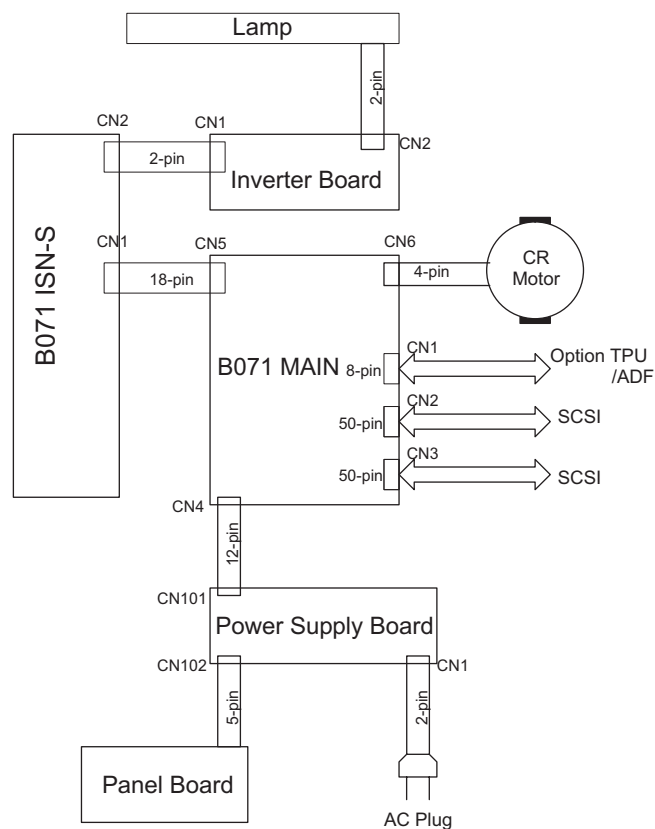 Lamp
2-pin
CN2
CN1
CN2
2-pin
Inverter Board
B071 ISN-S
CN1
CN5
CN6
18-pin
4-pin
CR
Motor
B071 MAIN
8-pin
CN1
Option TPU
/ADF
CN2
50-pin
SCSI
CN3
50-pin
SCSI
CN4
12-pin
CN101
Power Supply Board
CN102
CN1
5-pin
2-pin
Panel Board
AC Plug